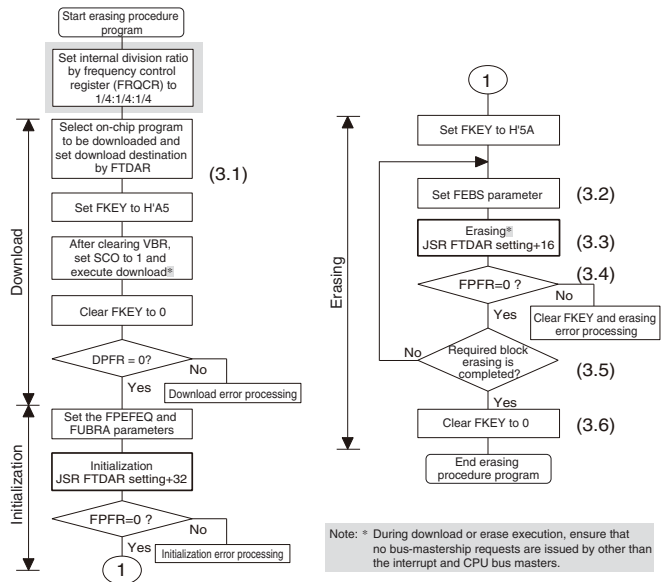 Start erasing procedure
program
Set internal division ratio
by frequency control
register (FRQCR) to
1/4:1/4:1/4
Download
Select on-chip program
to be downloaded and
set download destination
by FTDAR
(3.1)
Set FKEY to H'A5
After clearing VBR,
set SCO to 1 and
execute download*
Clear FKEY to 0
DPFR = 0?
No
Yes
Download error processing
Initialization
Set the FPEFEQ and
FUBRA parameters
Initialization
JSR FTDAR setting+32
FPFR=0 ?
No
Yes
Initialization error processing
1
1
Erasing
Set FKEY to H'5A
Set FEBS parameter
(3.2)
Erasing*
JSR FTDAR setting+16
(3.3)
(3.4)
FPFR=0 ?
No
Yes
Clear FKEY and erasing
error processing
No
Required block
erasing is
completed?
(3.5)
Yes
Clear FKEY to 0
(3.6)
End erasing
procedure program
Note: * During download or erase execution, ensure that
no bus-mastership requests are issued by other than
the interrupt and CPU bus masters.